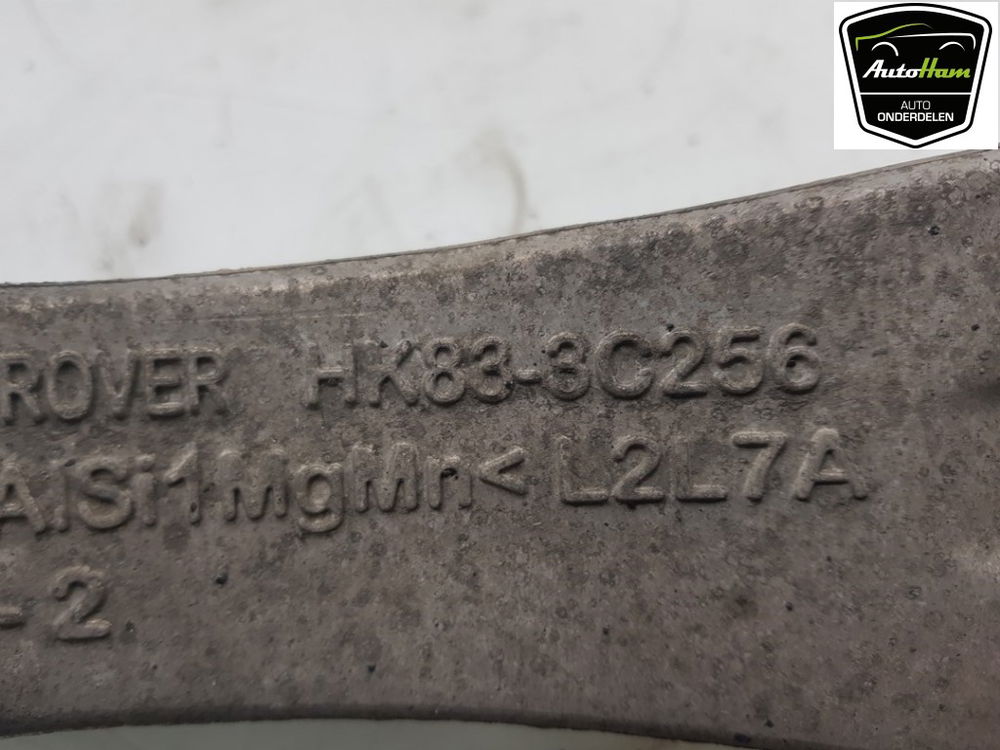 AutoHam
AUTO
ONDERDELEN
ROVER HK83-3C256
AlSi1MgMn< L2L7A
- 2